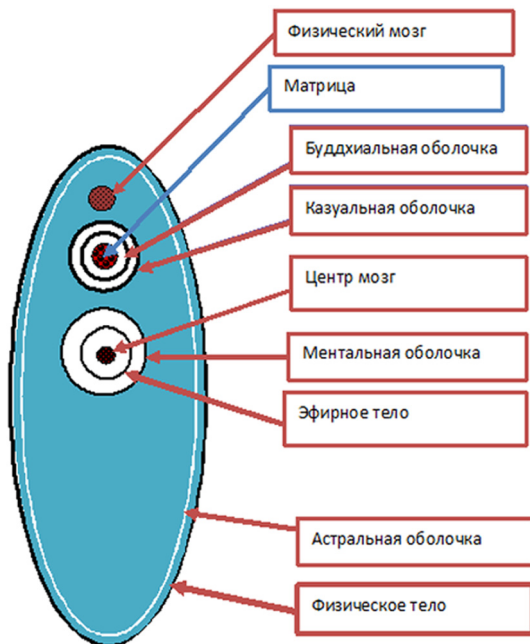 Физический мозг
Матрица
Буддхиальная оболочка
Казуальная оболочка
Центр мозг
Ментальная оболочка
Эфирное тело
Астральная оболочка
Физическое тело